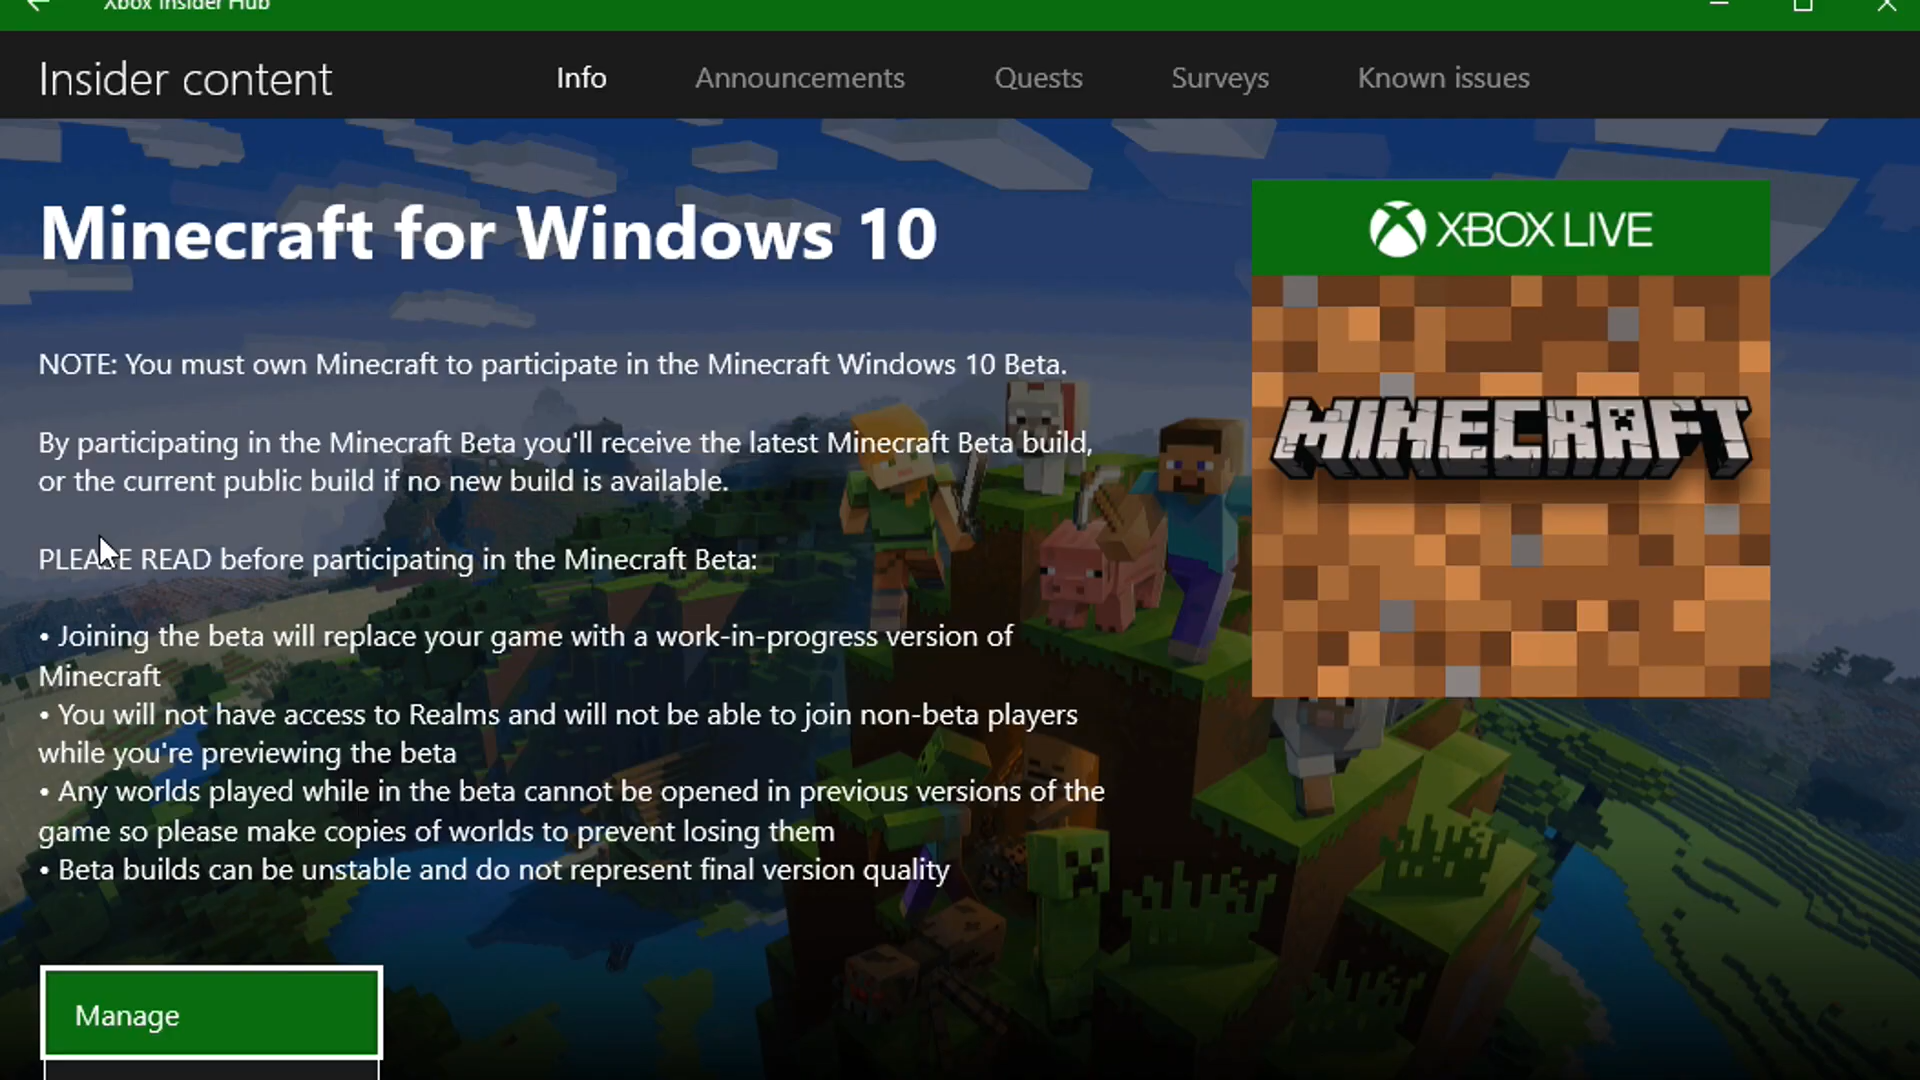 Xbox Insider Hub
Insider content
Info
Announcements
Quests
Surveys
Known issues
Minecraft for Windows 10
XBOX LIVE
MINECRAFT
NOTE: You must own Minecraft to participate in the Minecraft Windows 10 Beta.
By participating in the Minecraft Beta you'll receive the latest Minecraft Beta build,
or the current public build if no new build is available.
PLEASE READ before participating in the Minecraft Beta:
• Joining the beta will replace your game with a work-in-progress version of
Minecraft
• You will not have access to Realms and will not be able to join non-beta players
while you're previewing the beta
• Any worlds played while in the beta cannot be opened in previous versions of the
game so please make copies of worlds to prevent losing them
• Beta builds can be unstable and do not represent final version quality
Manage